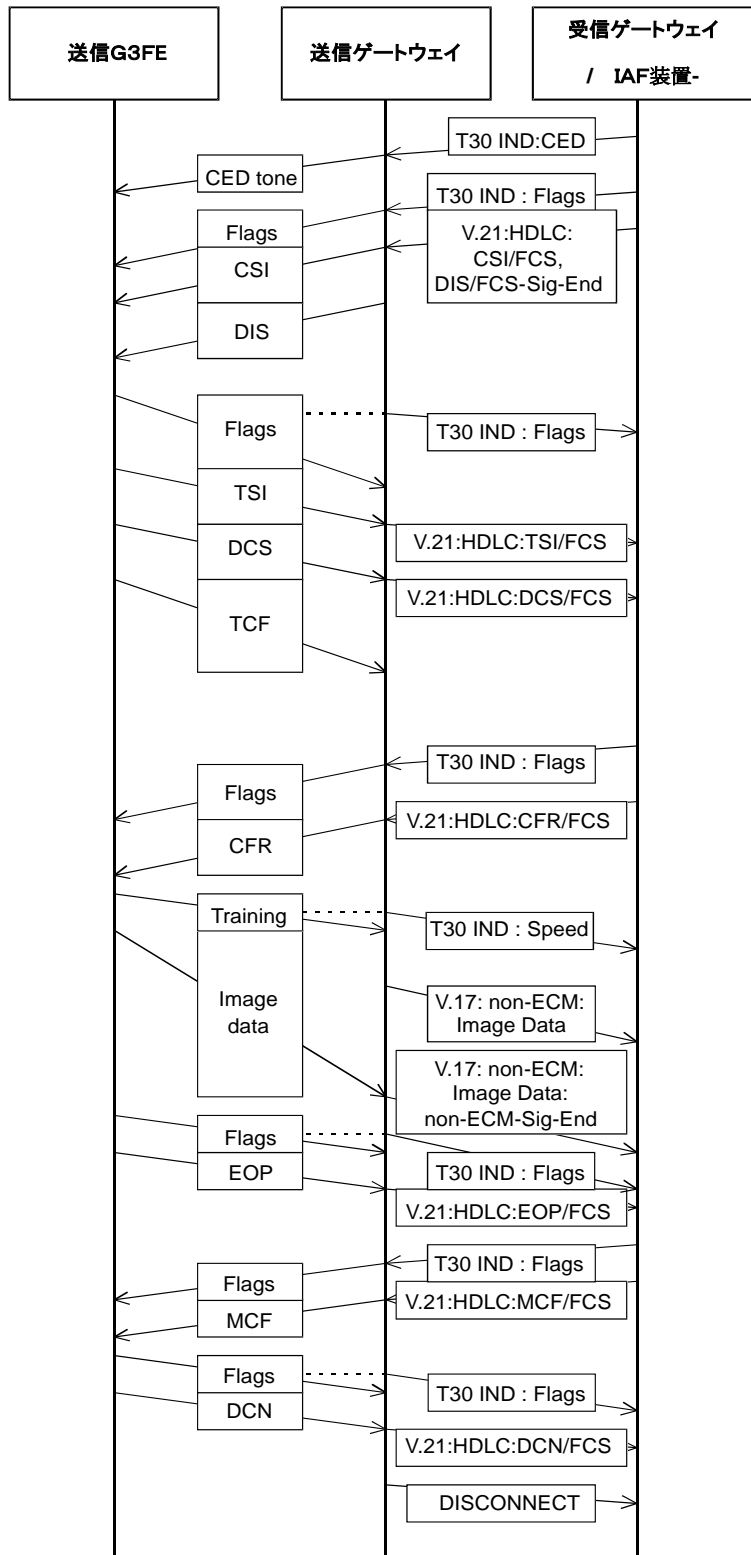 送信G3FE
送信ゲートウェイ
受信ゲートウェイ
/ IAF装置-
T30 IND:CED
CED tone
T30 IND : Flags
Flags
V.21:HDLC:
CSI/FCS,
DIS/FCS-Sig-End
CSI
DIS
Flags
T30 IND : Flags
TSI
V.21:HDLC:TSI/FCS
DCS
V.21:HDLC:DCS/FCS
TCF
T30 IND : Flags
Flags
V.21:HDLC:CFR/FCS
CFR
Training
T30 IND : Speed
Image
data
V.17: non-ECM:
Image Data
V.17: non-ECM:
Image Data:
non-ECM-Sig-End
Flags
T30 IND : Flags
EOP
V.21:HDLC:EOP/FCS
T30 IND : Flags
Flags
V.21:HDLC:MCF/FCS
MCF
Flags
T30 IND : Flags
DCN
V.21:HDLC:DCN/FCS
DISCONNECT